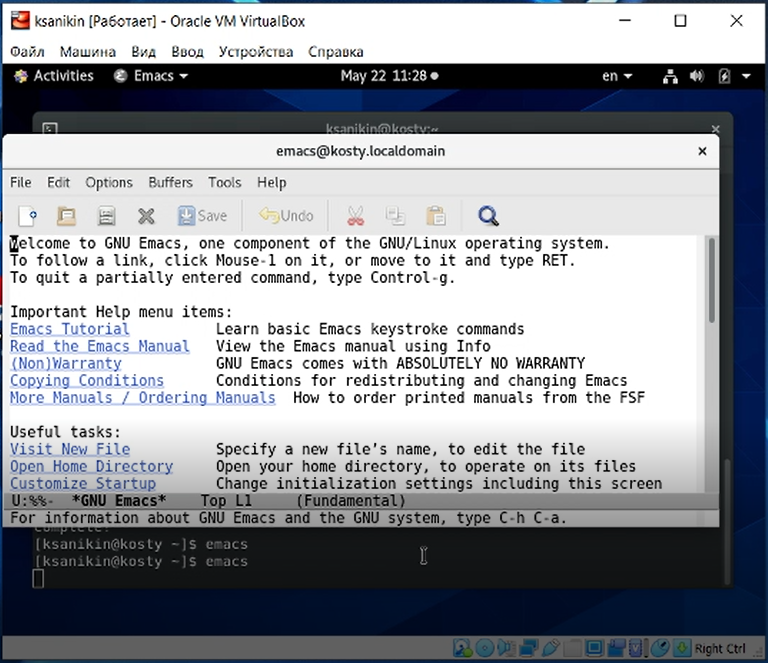 ksanikin [Работает] - Oracle VM VirtualBox
Файл Машина Вид Ввод Устройства Справка
Activities Emacs May 22 11:28 en
ksanikin@kosty:~
emacs@kosty.localdomain
File Edit Options Buffers Tools Help
Save Undo
Welcome to GNU Emacs, one component of the GNU/Linux operating system.
To follow a link, click Mouse-1 on it, or move to it and type RET.
To quit a partially entered command, type Control-g.
Important Help menu items:
Emacs Tutorial Learn basic Emacs keystroke commands
Read the Emacs Manual View the Emacs manual using Info
(Non)Warranty GNU Emacs comes with ABSOLUTELY NO WARRANTY
Copying Conditions Conditions for redistributing and changing Emacs
More Manuals / Ordering Manuals How to order printed manuals from the FSF
Useful tasks:
Visit New File Specify a new file’s name, to edit the file
Open Home Directory Open your home directory, to operate on its files
Customize Startup Change initialization settings including this screen
U:%%- *GNU Emacs* Top L1 (Fundamental)
For information about GNU Emacs and the GNU system, type C-h C-a.
Complete!
[ksanikin@kosty ~]$ emacs
[ksanikin@kosty ~]$ emacs
Right Ctrl